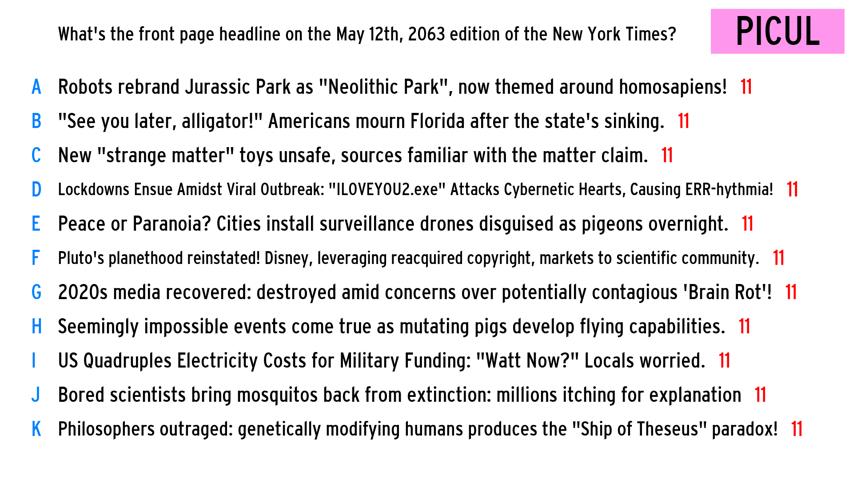 What's the front page headline on the May 12th, 2063 edition of the New York Times?
PICUL
A Robots rebrand Jurassic Park as "Neolithic Park", now themed around homosapiens! 11
B "See you later, alligator!" Americans mourn Florida after the state's sinking. 11
C New "strange matter" toys unsafe, sources familiar with the matter claim. 11
D Lockdowns Ensue Amidst Viral Outbreak: "ILOVEYOU2.exe" Attacks Cybernetic Hearts, Causing ERR-hythmia! 11
E Peace or Paranoia? Cities install surveillance drones disguised as pigeons overnight. 11
F Pluto's planethood reinstated! Disney, leveraging reacquired copyright, markets to scientific community. 11
G 2020s media recovered: destroyed amid concerns over potentially contagious 'Brain Rot'! 11
H Seemingly impossible events come true as mutating pigs develop flying capabilities. 11
I US Quadruples Electricity Costs for Military Funding: "Watt Now?" Locals worried. 11
J Bored scientists bring mosquitos back from extinction: millions itching for explanation 11
K Philosophers outraged: genetically modifying humans produces the "Ship of Theseus" paradox! 11